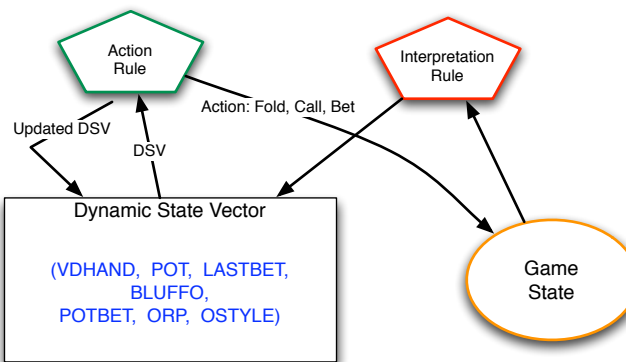 Action
Rule
Interpretation
Rule
Action: Fold, Call, Bet
Updated DSV
DSV
Dynamic State Vector
(VDHAND, POT, LASTBET,
BLUFFO,
POTBET, ORP, OSTYLE)
Game
State